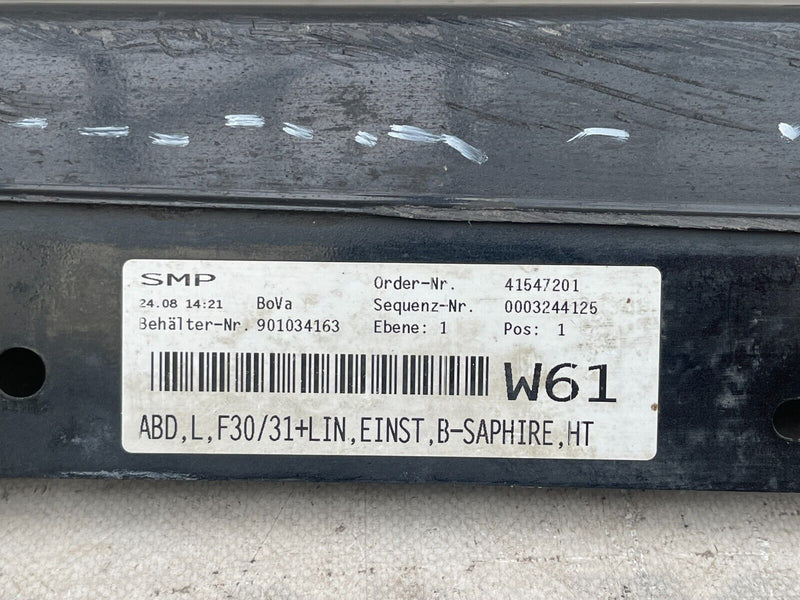 SMP Order-Nr. 41547201
24.08 14:21 BoVa Sequenz-Nr. 0003244125
Behälter-Nr. 901034163 Ebene: 1 Pos: 1
W61
ABD,L,F30/31+LIN,EINST,B-SAPHIRE,HT